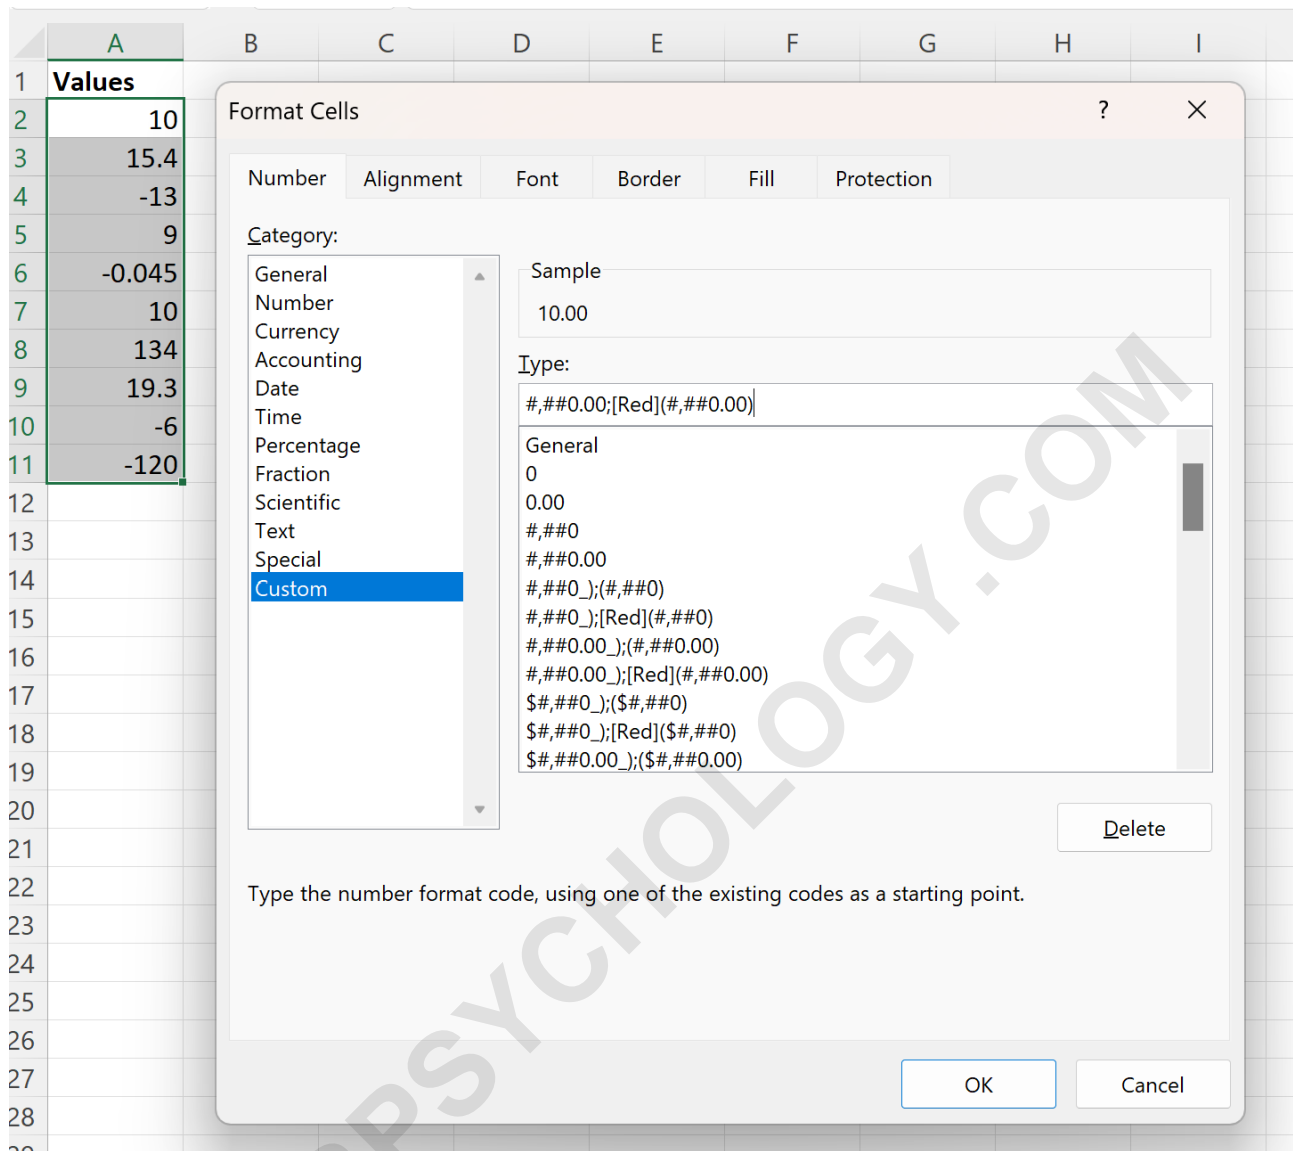 A B C D E F G H I
1 Values
2 10
3 15.4
4 -13
5 9
6 -0.045
7 10
8 134
9 19.3
10 -6
11 -120
12
13
14
15
16
17
18
19
20
21
22
23
24
25
26
27
28
Format Cells ?
Number Alignment Font Border Fill Protection
Category:
General
Number
Currency
Accounting
Date
Time
Percentage
Fraction
Scientific
Text
Special
Custom
Sample
10.00
Type:
#,##0.00;[Red](#,##0.00)
General
0
0.00
#,##0
#,##0.00
#,##0_);(#,##0)
#,##0_);[Red](#,##0)
#,##0.00_);(#,##0.00)
#,##0.00_);[Red](#,##0.00)
$#,##0_);($#,##0)
$#,##0_);[Red]($#,##0)
$#,##0.00_);($#,##0.00)
Delete
Type the number format code, using one of the existing codes as a starting point.
OK Cancel
PSYCHOLOGY.COM